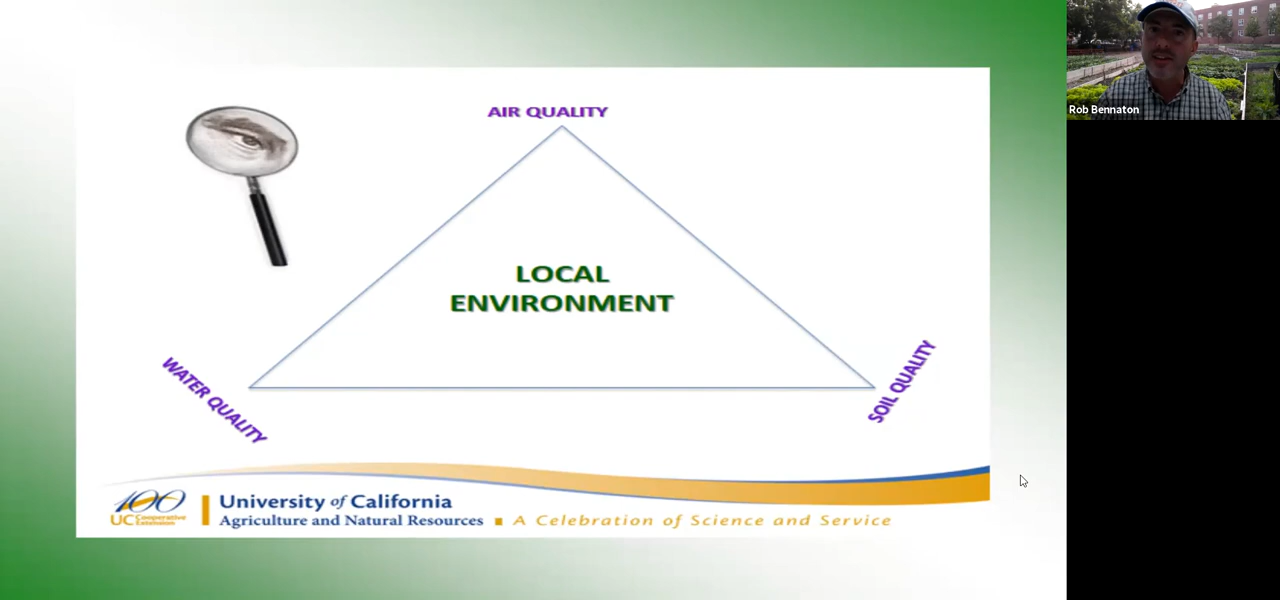 AIR QUALITY
Rob Bennaton
LOCAL
ENVIRONMENT
WATER QUALITY
SOIL QUALITY
100
UC Cooperative
Extension
University of California
Agriculture and Natural Resources ■ A Celebration of Science and Service